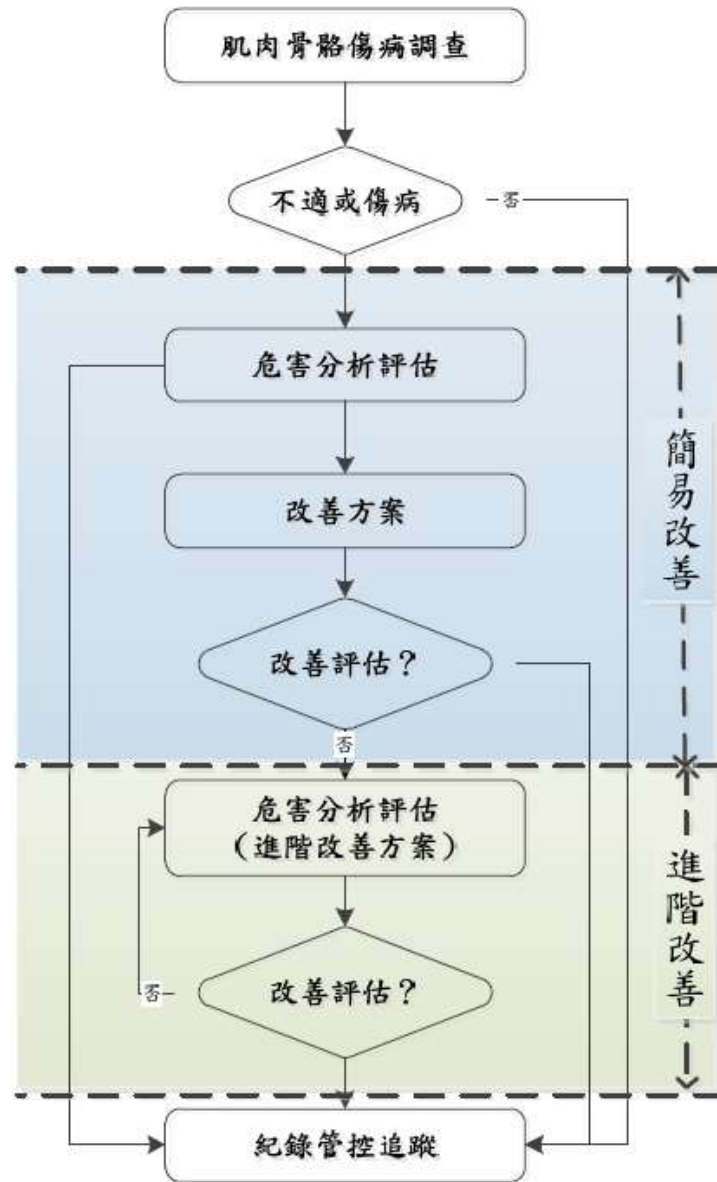 肌肉骨骼傷病調查
不適或傷病
否
危害分析評估
改善方案
改善評估？
否
簡易改善
危害分析評估
（進階改善方案）
改善評估？
否
進階改善
紀錄管控追蹤